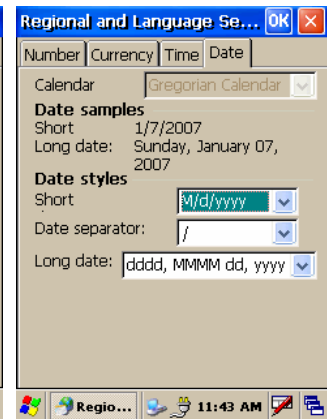 Regional and Language Se... OK
Number Currency Time Date
Calendar Gregorian Calendar
Date samples
Short 1/7/2007
Long date: Sunday, January 07,
2007
Date styles
Short M/d/yyyy
Date separator: /
Long date: dddd, MMMM dd, yyyy
Regio... 11:43 AM